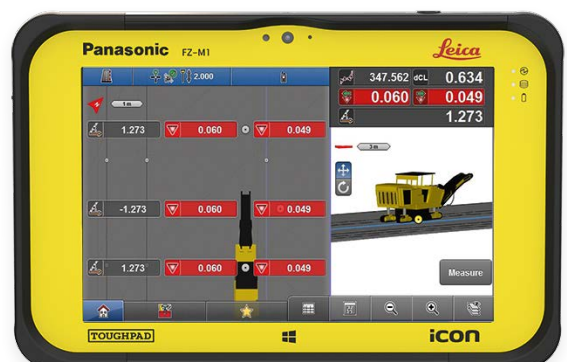 Panasonic FZ-M1
Leica
2.000
347.562 dCL 0.634
0.060 0.049
1.273
1 m
1.273 0.060 0.049
3 m
-1.273 0.060 0.049
1.273 0.060 0.049
Measure
TOUGHPAD
iCON